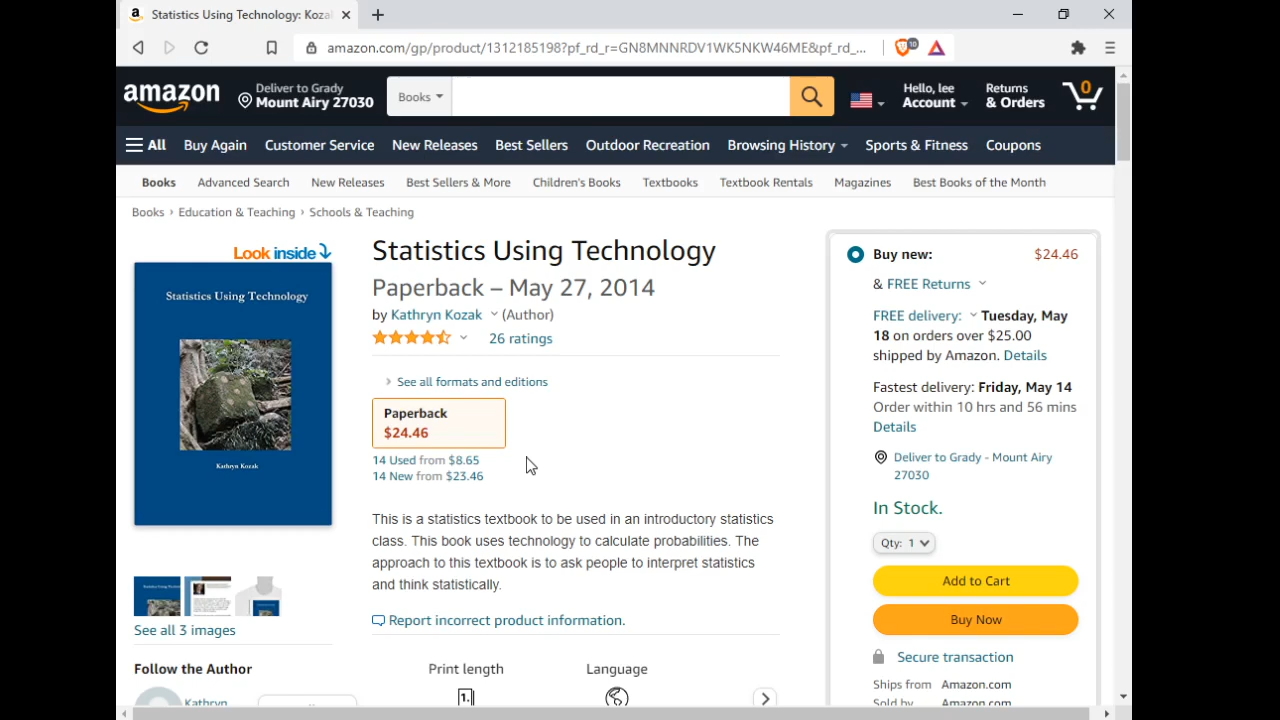 Statistics Using Technology: Koza
amazon.com/gp/product/1312185198?pf_rd_r=GN8MNNRDV1WK5NKW46ME&pf_rd_...
10
amazon
Deliver to Grady
Mount Airy 27030
Books
Hello, lee
Account
Returns
& Orders
0
All Buy Again Customer Service New Releases Best Sellers Outdoor Recreation Browsing History Sports & Fitness Coupons
Books Advanced Search New Releases Best Sellers & More Children's Books Textbooks Textbook Rentals Magazines Best Books of the Month
Books › Education & Teaching › Schools & Teaching
Look inside
Statistics Using Technology
Kathryn Kozak
See all 3 images
Follow the Author
Kathryn
Statistics Using Technology
Paperback – May 27, 2014
by Kathryn Kozak (Author)
26 ratings
› See all formats and editions
Paperback
$24.46
14 Used from $8.65
14 New from $23.46
This is a statistics textbook to be used in an introductory statistics
class. This book uses technology to calculate probabilities. The
approach to this textbook is to ask people to interpret statistics
and think statistically.
Report incorrect product information.
Print length
Language
Buy new: $24.46
& FREE Returns
FREE delivery: Tuesday, May
18 on orders over $25.00
shipped by Amazon. Details
Fastest delivery: Friday, May 14
Order within 10 hrs and 56 mins
Details
Deliver to Grady - Mount Airy
27030
In Stock.
Qty: 1
Add to Cart
Buy Now
Secure transaction
Ships from Amazon.com
Sold by Amazon.com